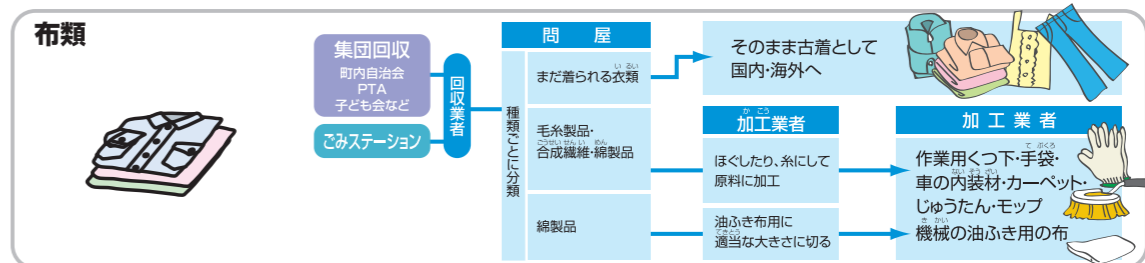 布類
集団回収
町内自治会
PTA
子ども会など
ごみステーション
回収業者
問屋
種類ごとに分類
まだ着られる衣類
いるい
毛糸製品・
合成繊維・綿製品
ごうせいせんい めん
綿製品
そのまま古着として
国内・海外へ
加工業者
かこう
ほぐしたり、糸にして
原料に加工
油ふき布用に
適当な大きさに切る
てきとう
加工業者
作業用くつ下・手袋・
てぶくろ
車の内装材・カーペット・
ないそうざい
じゅうたん・モップ
機械の油ふき用の布
きかい